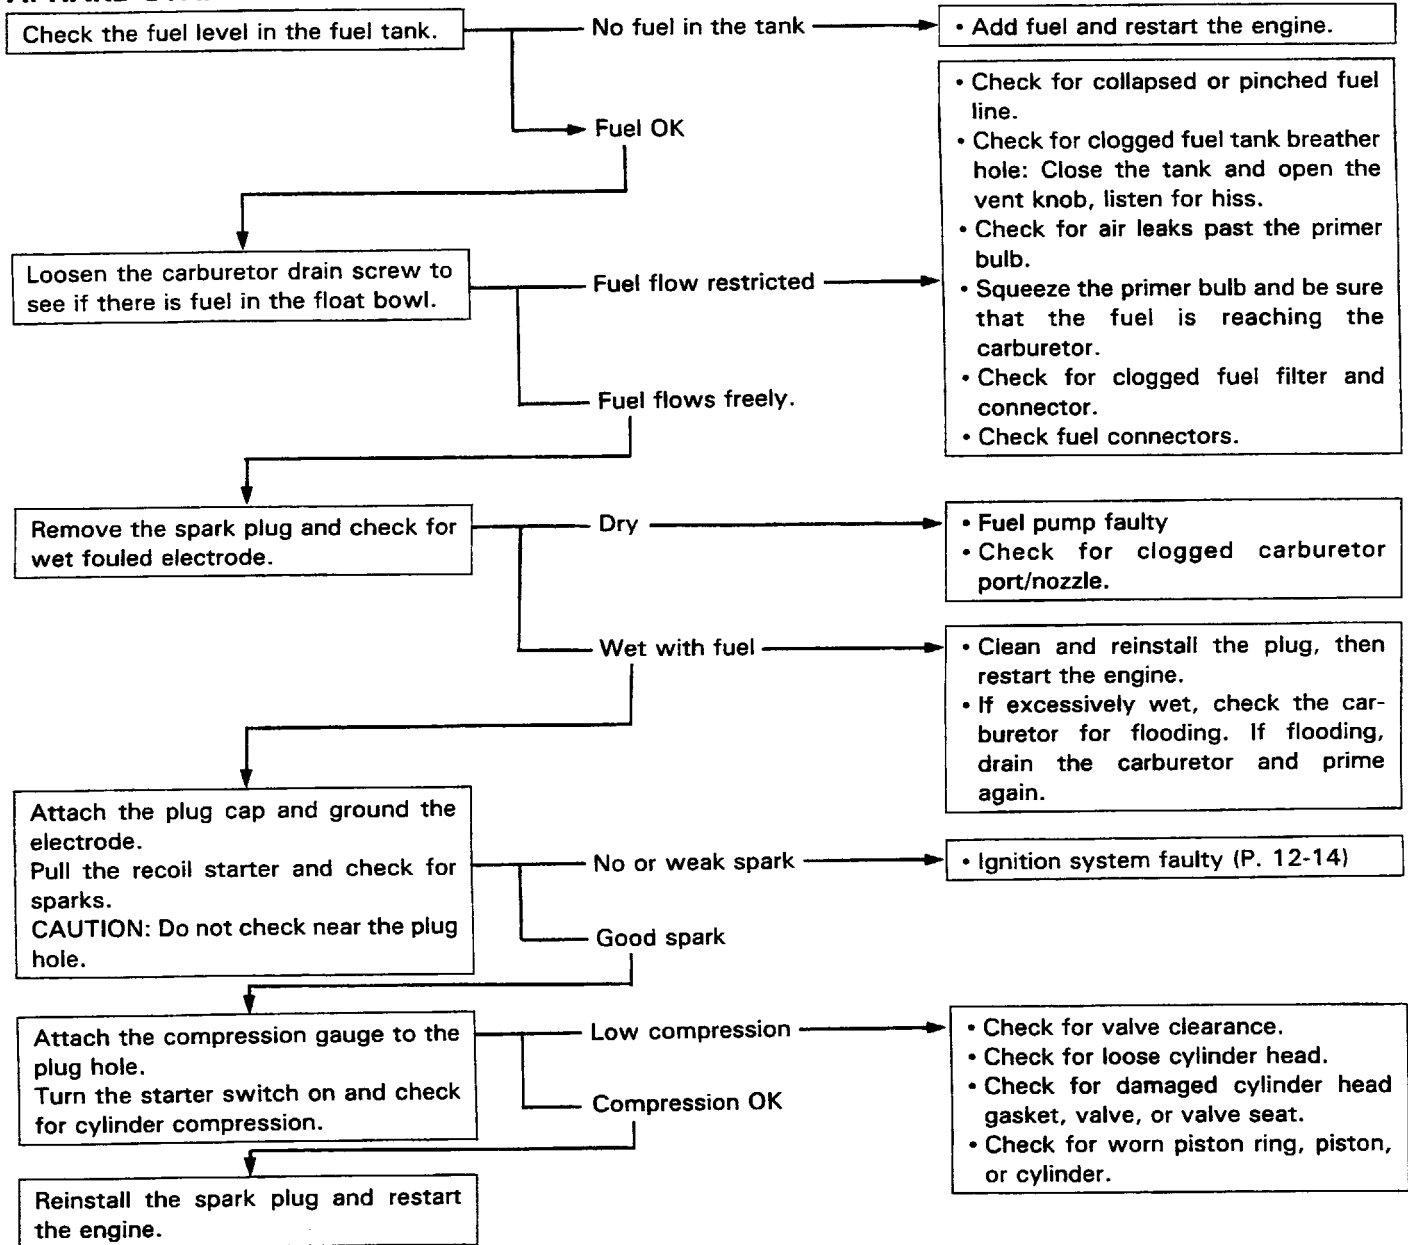 Check the fuel level in the fuel tank.
No fuel in the tank
• Add fuel and restart the engine.
Fuel OK
• Check for collapsed or pinched fuel
line.
• Check for clogged fuel tank breather
hole: Close the tank and open the
vent knob, listen for hiss.
• Check for air leaks past the primer
bulb.
• Squeeze the primer bulb and be sure
that the fuel is reaching the
carburetor.
• Check for clogged fuel filter and
connector.
• Check fuel connectors.
Loosen the carburetor drain screw to
see if there is fuel in the float bowl.
Fuel flow restricted
Fuel flows freely.
Remove the spark plug and check for
wet fouled electrode.
Dry
• Fuel pump faulty
• Check for clogged carburetor
port/nozzle.
Wet with fuel
• Clean and reinstall the plug, then
restart the engine.
• If excessively wet, check the car-
buretor for flooding. If flooding,
drain the carburetor and prime
again.
Attach the plug cap and ground the
electrode.
Pull the recoil starter and check for
sparks.
CAUTION: Do not check near the plug
hole.
No or weak spark
• Ignition system faulty (P. 12-14)
Good spark
Attach the compression gauge to the
plug hole.
Turn the starter switch on and check
for cylinder compression.
Low compression
• Check for valve clearance.
• Check for loose cylinder head.
• Check for damaged cylinder head
gasket, valve, or valve seat.
• Check for worn piston ring, piston,
or cylinder.
Compression OK
Reinstall the spark plug and restart
the engine.